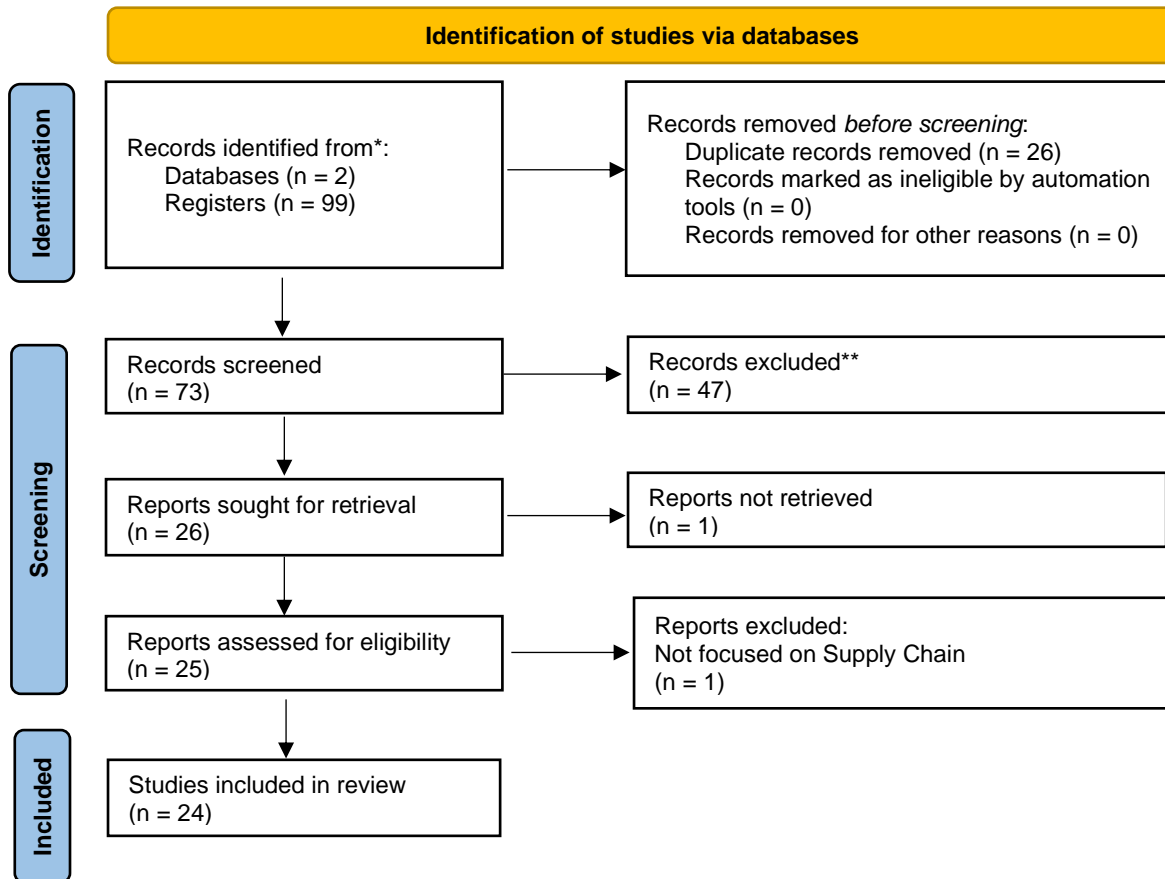 Identification of studies via databases
Identification
Records identified from*:
Databases (n = 2)
Registers (n = 99)
Records removed before screening:
Duplicate records removed (n = 26)
Records marked as ineligible by automation
tools (n = 0)
Records removed for other reasons (n = 0)
Screening
Records screened
(n = 73)
Records excluded**
(n = 47)
Reports sought for retrieval
(n = 26)
Reports not retrieved
(n = 1)
Reports assessed for eligibility
(n = 25)
Reports excluded:
Not focused on Supply Chain
(n = 1)
Included
Studies included in review
(n = 24)